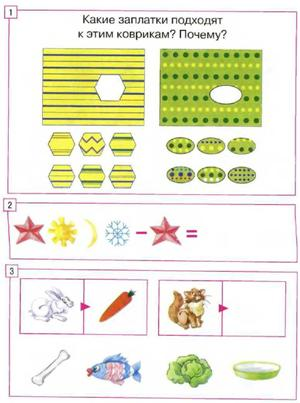 1
Какие заплатки подходят
к этим коврикам? Почему?
2
- =
3